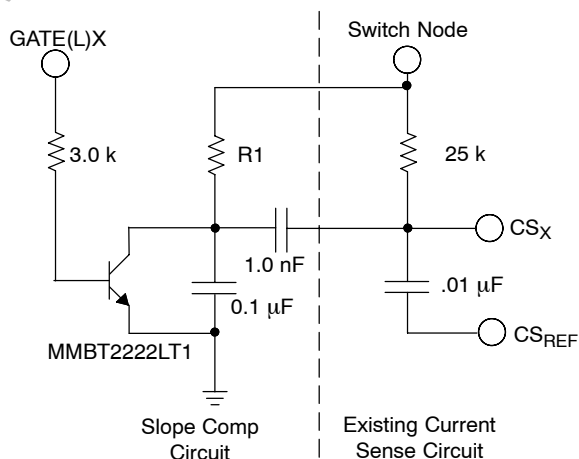 GATE(L)X
Switch Node
3.0 k
R1
25 k
CSX
1.0 nF
.01 μF
0.1 μF
CSREF
MMBT2222LT1
Slope Comp
Circuit
Existing Current
Sense Circuit